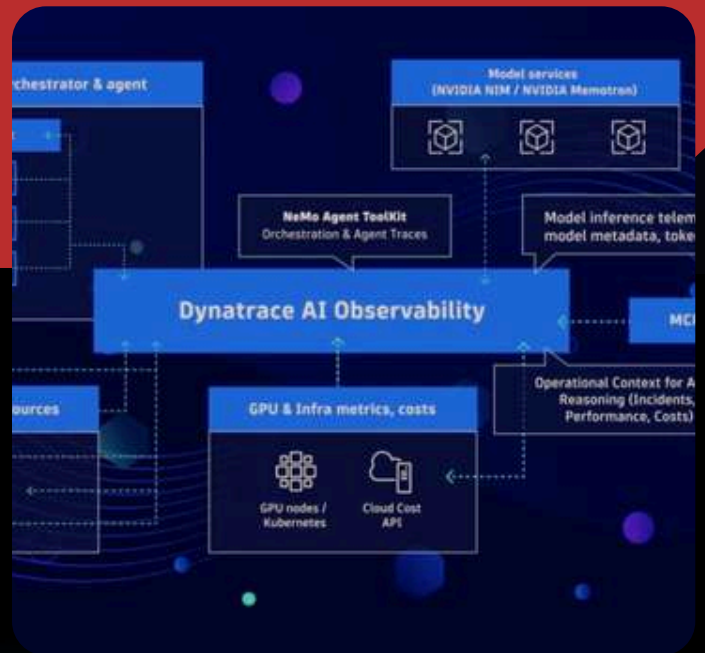 rchestrator & agent
Model services
(NVIDIA NIM / NVIDIA Memotron)
NeMo Agent ToolKit
Orchestration & Agent Traces
Model inference telem
model metadata, toke
Dynatrace AI Observability
MC
ources
GPU & Infra metrics, costs
Operational Context for A
Reasoning (Incidents,
Performance, Costs)
GPU nodes /
Kubernetes
Cloud Cost
API